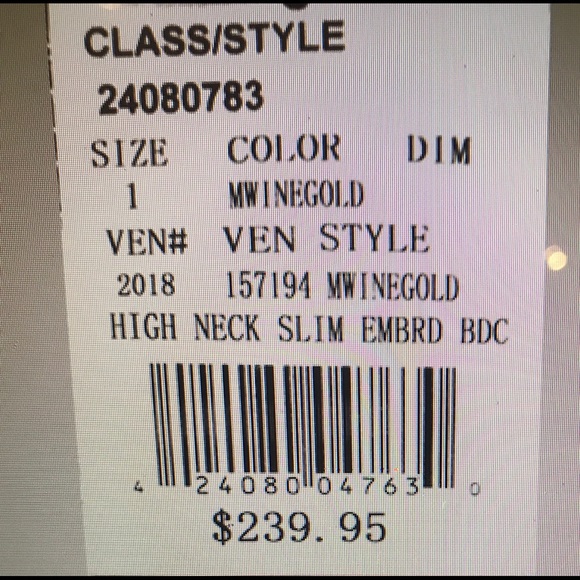 CLASS/STYLE
24080783
SIZE COLOR DIM
1 MWINEGOLD
VEN# VEN STYLE
2018 157194 MWINEGOLD
HIGH NECK SLIM EMBRD BDC
4 24080 04763 0
$239.95